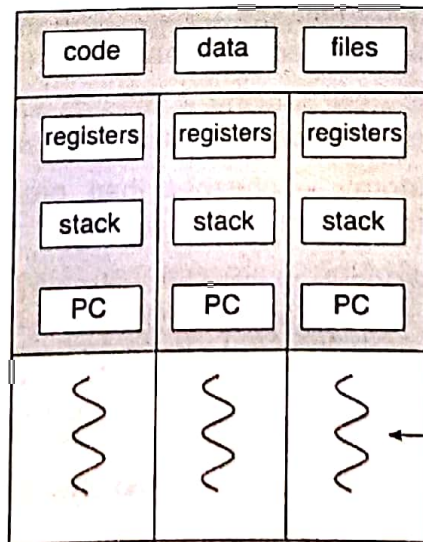 code data files
registers registers registers
stack stack stack
PC PC PC